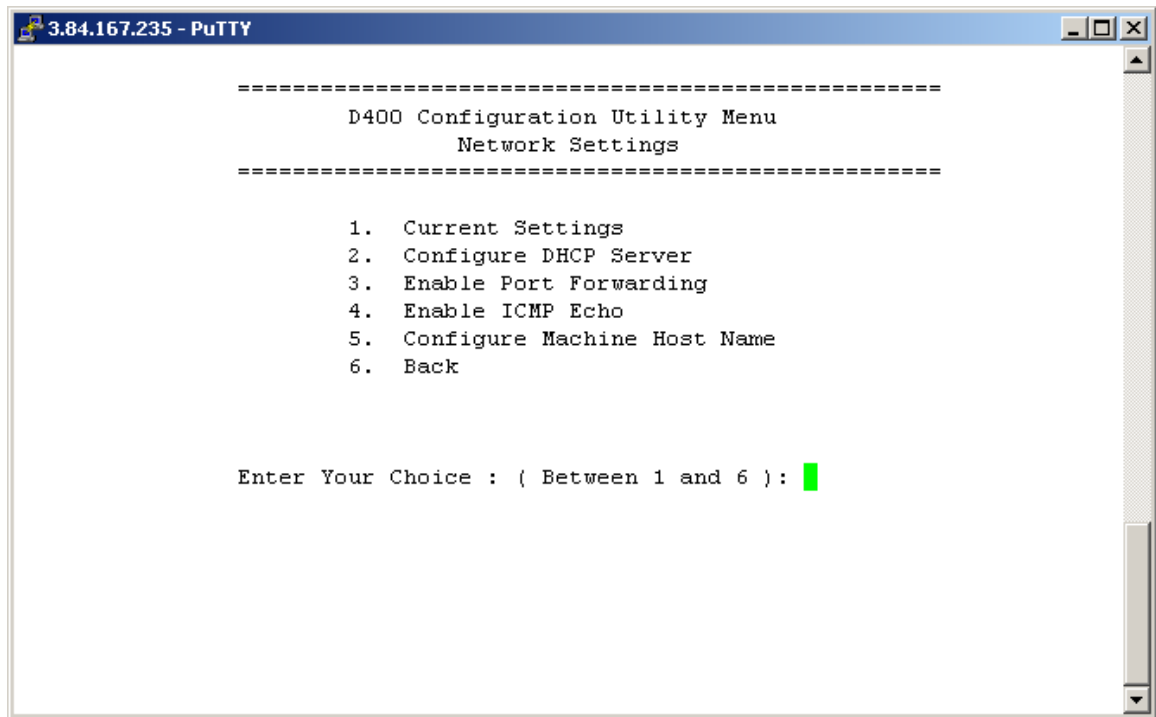 3.84.167.235 - PuTTY
==================================================
D400 Configuration Utility Menu
Network Settings
==================================================
1. Current Settings
2. Configure DHCP Server
3. Enable Port Forwarding
4. Enable ICMP Echo
5. Configure Machine Host Name
6. Back
Enter Your Choice : ( Between 1 and 6 ):